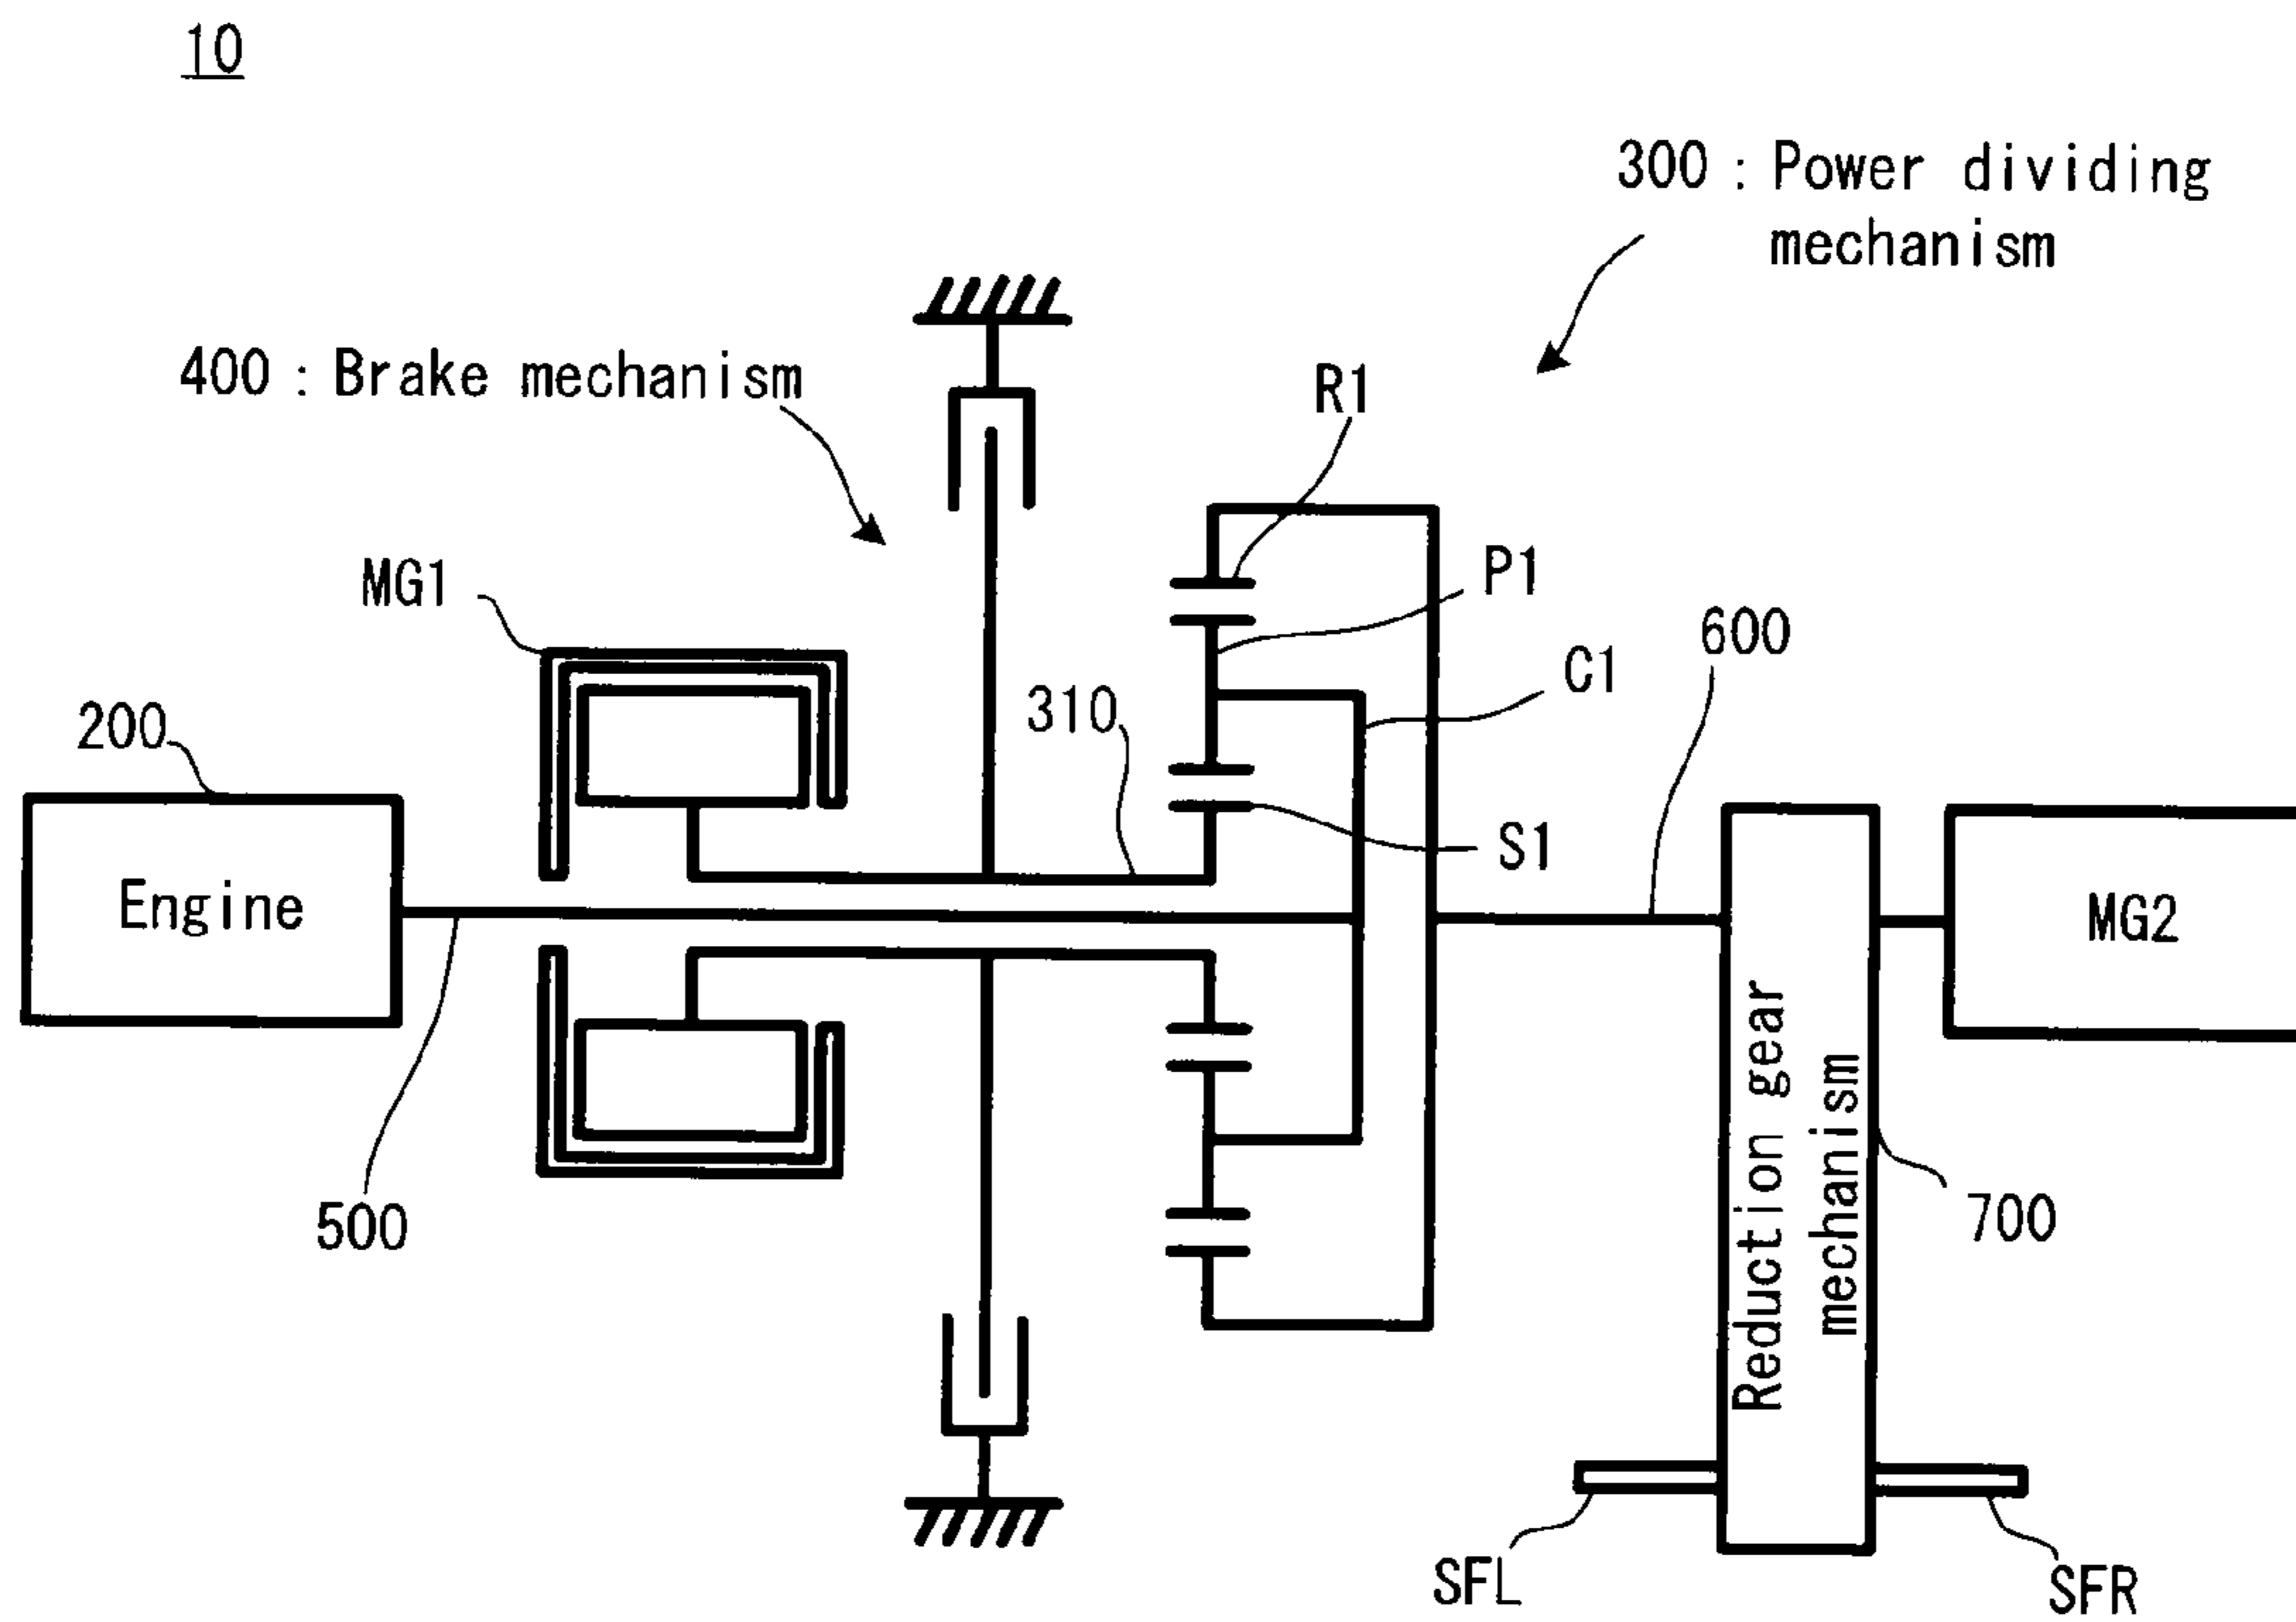 10
300 : Power dividing
mechanism
400 : Brake mechanism
R1
MG1
P1
600
C1
310
200
S1
Engine
MG2
Reduction gear
mechanism
500
700
SFL
SFR